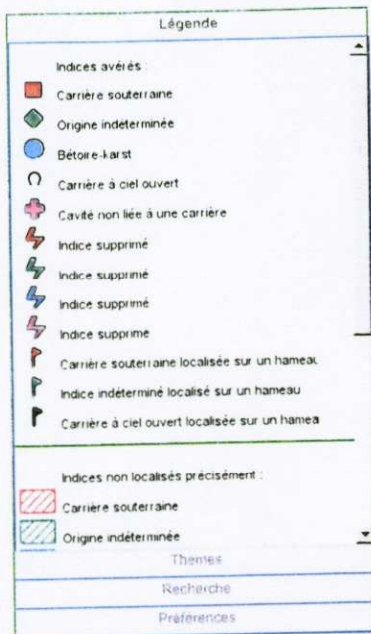 Légende
Indices avérés :
Carrière souterraine
Origine indéterminée
Bétoire-karst
Carrière à ciel ouvert
Cavité non liée à une carrière
Indice supprimé
Indice supprimé
Indice supprimé
Indice supprimé
Carrière souterraine localisée sur un hameau
Indice indéterminé localisé sur un hameau
Carrière à ciel ouvert localisée sur un hamea
Indices non localisés précisément :
Carrière souterraine
Origine indéterminée
Thèmes
Recherche
Préférences